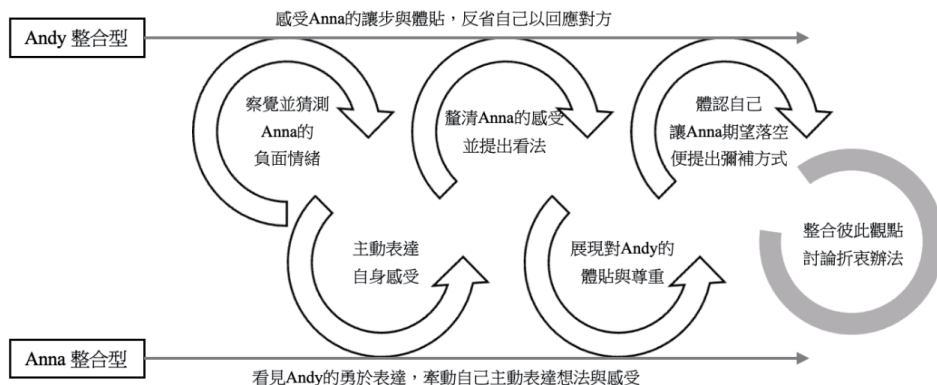 感受Anna的讓步與體貼，反省自己以回應對方
Andy 整合型
察覺並猜測
Anna的
負面情緒
釐清Anna的感受
並提出看法
體認自己
讓Anna期望落空
便提出彌補方式
主動表達
自身感受
展現對Andy的
體貼與尊重
整合彼此觀點
討論折衷辦法
Anna 整合型
看見Andy的勇於表達，牽動自己主動表達想法與感受